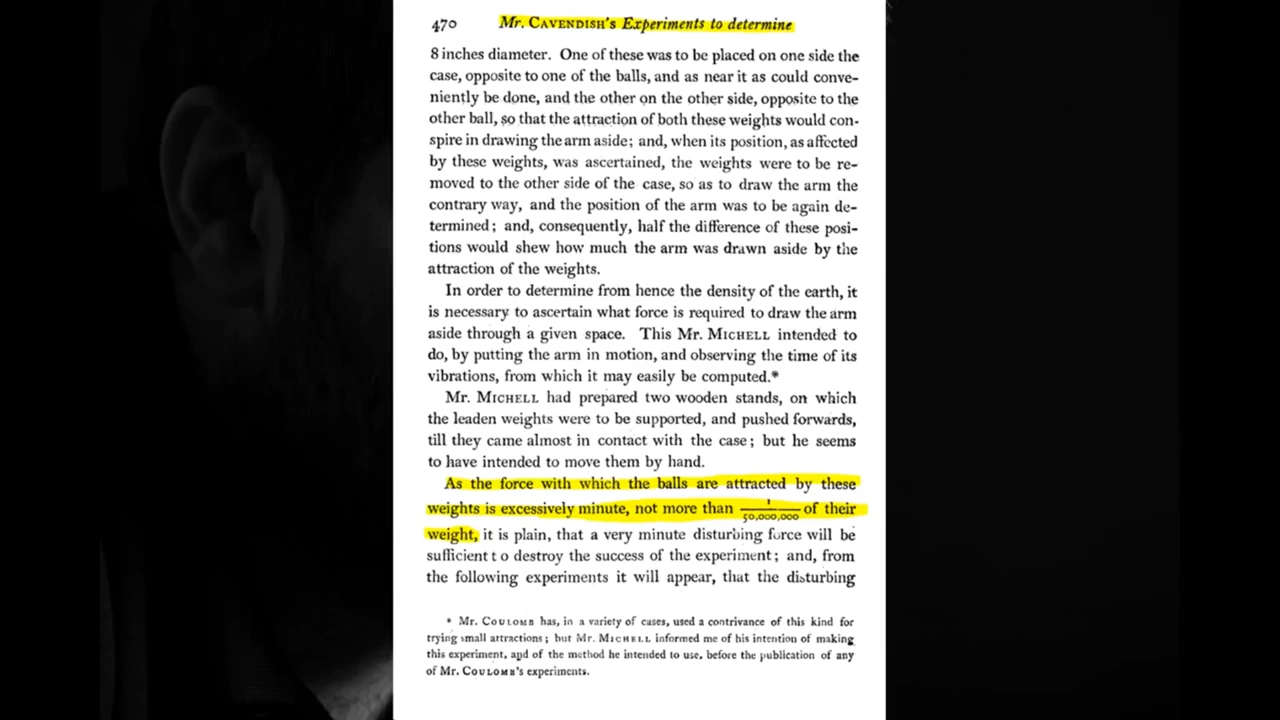 470 Mr. CAVENDISH's Experiments to determine
8 inches diameter. One of these was to be placed on one side the
case, opposite to one of the balls, and as near it as could conve-
niently be done, and the other on the other side, opposite to the
other ball, so that the attraction of both these weights would con-
spire in drawing the arm aside; and, when its position, as affected
by these weights, was ascertained, the weights were to be re-
moved to the other side of the case, so as to draw the arm the
contrary way, and the position of the arm was to be again de-
termined; and, consequently, half the difference of these posi-
tions would shew how much the arm was drawn aside by the
attraction of the weights.
In order to determine from hence the density of the earth, it
is necessary to ascertain what force is required to draw the arm
aside through a given space. This Mr. MICHELL intended to
do, by putting the arm in motion, and observing the time of its
vibrations, from which it may easily be computed.*
Mr. MICHELL had prepared two wooden stands, on which
the leaden weights were to be supported, and pushed forwards,
till they came almost in contact with the case; but he seems
to have intended to move them by hand.
As the force with which the balls are attracted by these
weights is excessively minute, not more than 1/50,000,000 of their
weight, it is plain, that a very minute disturbing force will be
sufficient t o destroy the success of the experiment; and, from
the following experiments it will appear, that the disturbing
* Mr. COULOMB has, in a variety of cases, used a contrivance of this kind for
trying small attractions; but Mr. MICHELL informed me of his intention of making
this experiment, and of the method he intended to use, before the publication of any
of Mr. COULOMB's experiments.